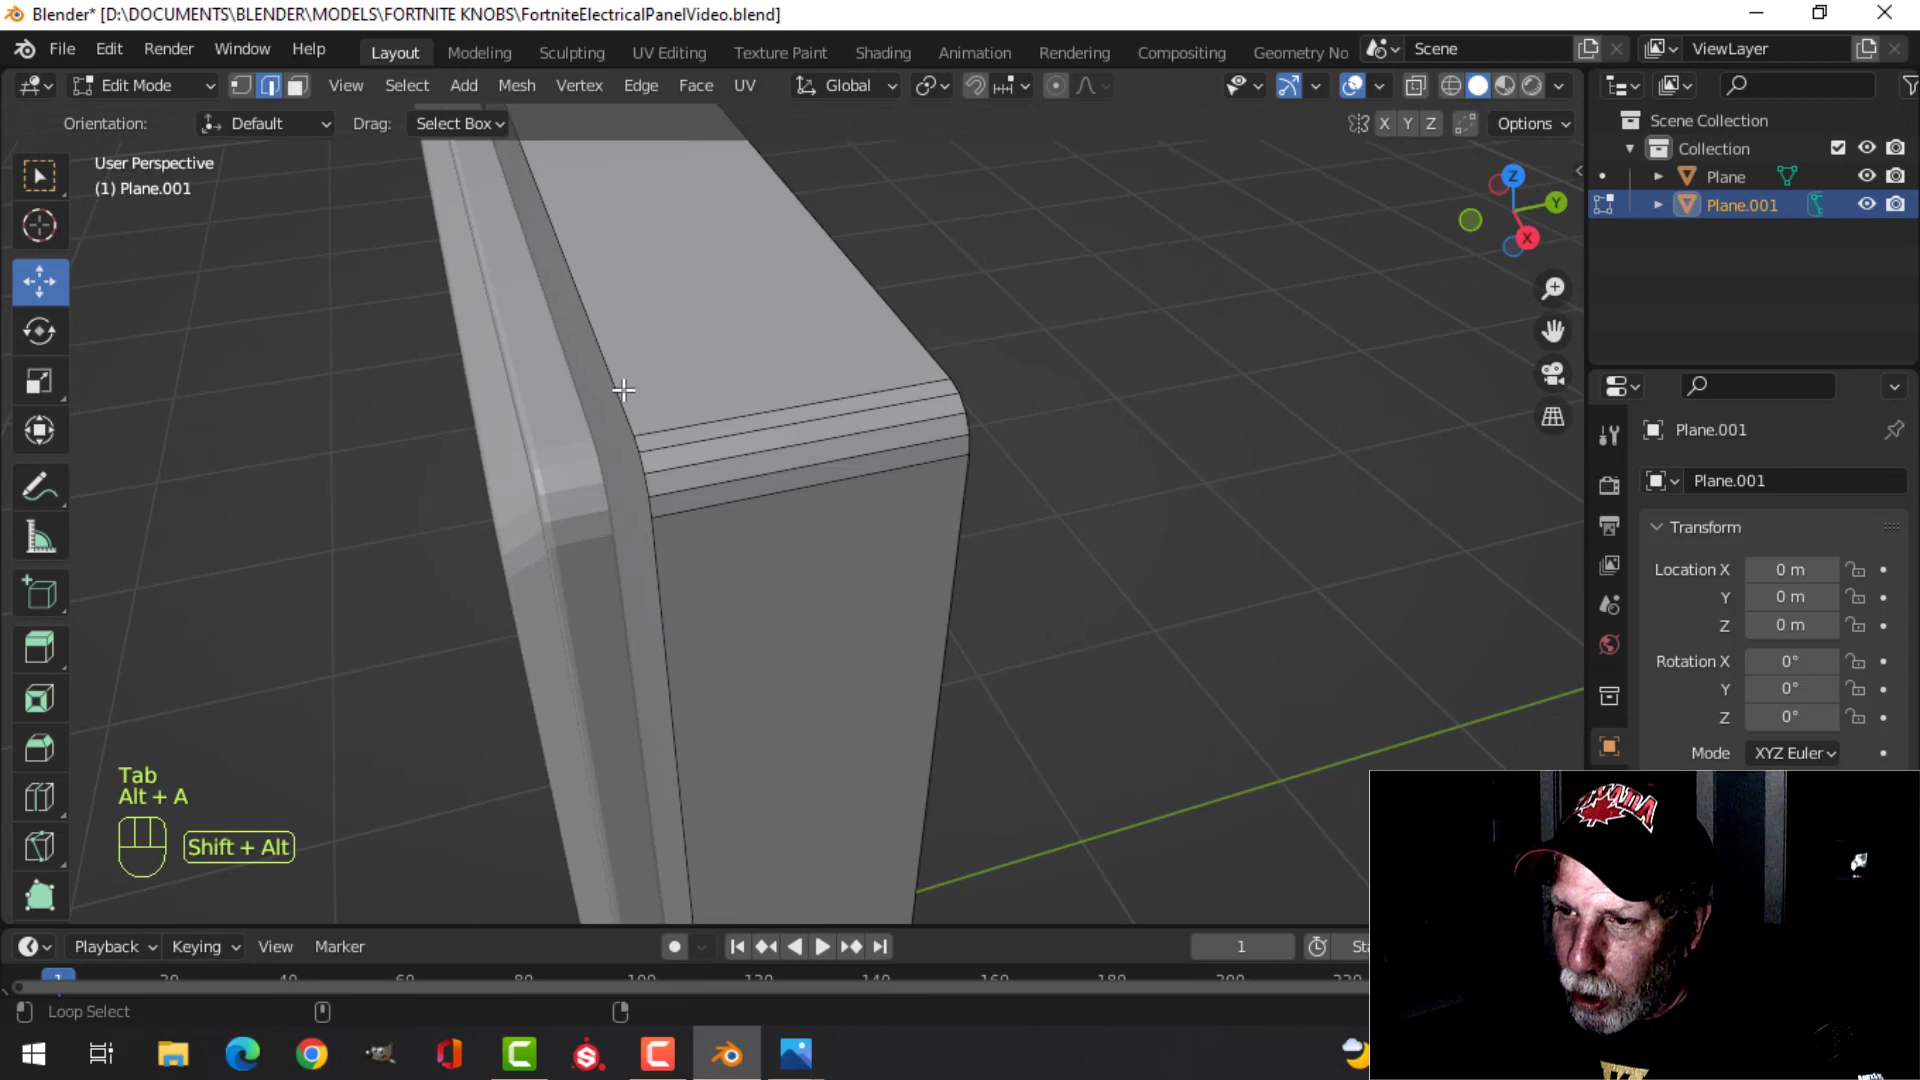 Blender* [D:\DOCUMENTS\BLENDER\MODELS\FORTNITE KNOBS\FortniteElectricalPanelVideo.blend]
File Edit Render Window Help Layout Modeling Sculpting UV Editing Texture Paint Shading Animation Rendering Compositing Geometry No Scene ViewLayer
Edit Mode View Select Add Mesh Vertex Edge Face UV Global
Orientation: Default Drag: Select Box X Y Z Options
Scene Collection
Collection
Plane
Plane.001
User Perspective
(1) Plane.001
Z
Y
X
Plane.001
Plane.001
Transform
Location X 0 m
Y 0 m
Z 0 m
Rotation X 0°
Y 0°
Z 0°
Mode XYZ Euler
Tab
Alt + A
Shift + Alt
Playback Keying View Marker 1
1
Loop Select